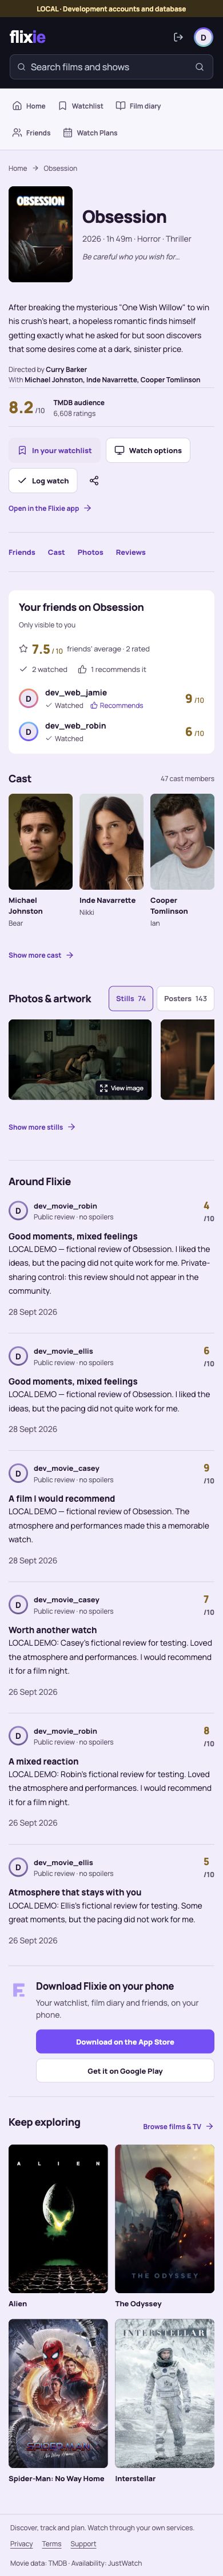 LOCAL · Development accounts and database
flixie
D
Search films and shows
Home
Watchlist
Film diary
Friends
Watch Plans
Home → Obsession
OBSESSION
Obsession
2026 · 1h 49m · Horror · Thriller
Be careful who you wish for…
After breaking the mysterious "One Wish Willow" to win
his crush's heart, a hopeless romantic finds himself
getting exactly what he asked for but soon discovers
that some desires come at a dark, sinister price.
Directed by Curry Barker
With Michael Johnston, Inde Navarrette, Cooper Tomlinson
8.2 /10
TMDB audience
6,608 ratings
In your watchlist
Watch options
Log watch
Open in the Flixie app →
Friends
Cast
Photos
Reviews
Your friends on Obsession
Only visible to you
7.5 / 10 friends' average · 2 rated
2 watched
1 recommends it
D
dev_web_jamie
Watched
Recommends
9 /10
D
dev_web_robin
Watched
6 /10
Cast
47 cast members
Michael
Johnston
Bear
Inde Navarrette
Nikki
Cooper
Tomlinson
Ian
Show more cast →
Photos & artwork
Stills 74
Posters 143
View image
Show more stills →
Around Flixie
D
dev_movie_robin
Public review · no spoilers
4
/10
Good moments, mixed feelings
LOCAL DEMO — fictional review of Obsession. I liked the
ideas, but the pacing did not quite work for me. Private-
sharing control: this review should not appear in the
community.
28 Sept 2026
D
dev_movie_ellis
Public review · no spoilers
6
/10
Good moments, mixed feelings
LOCAL DEMO — fictional review of Obsession. I liked the
ideas, but the pacing did not quite work for me.
28 Sept 2026
D
dev_movie_casey
Public review · no spoilers
9
/10
A film I would recommend
LOCAL DEMO — fictional review of Obsession. The
atmosphere and performances made this a memorable
watch.
28 Sept 2026
D
dev_movie_casey
Public review · no spoilers
7
/10
Worth another watch
LOCAL DEMO: Casey's fictional review for testing. Loved
the atmosphere and performances. I would recommend
it for a film night.
26 Sept 2026
D
dev_movie_robin
Public review · no spoilers
8
/10
A mixed reaction
LOCAL DEMO: Robin's fictional review for testing. Loved
the atmosphere and performances. I would recommend
it for a film night.
26 Sept 2026
D
dev_movie_ellis
Public review · no spoilers
5
/10
Atmosphere that stays with you
LOCAL DEMO: Ellis's fictional review for testing. Some
great moments, but the pacing did not work for me.
26 Sept 2026
Download Flixie on your phone
Your watchlist, film diary and friends, on your
phone.
Download on the App Store
Get it on Google Play
Keep exploring
Browse films & TV →
ALIEN
Alien
THE ODYSSEY
The Odyssey
SPIDER-MAN
NO WAY HOME
Spider-Man: No Way Home
INTERSTELLAR
Interstellar
Discover, track and plan. Watch through your own services.
Privacy
Terms
Support
Movie data: TMDB · Availability: JustWatch